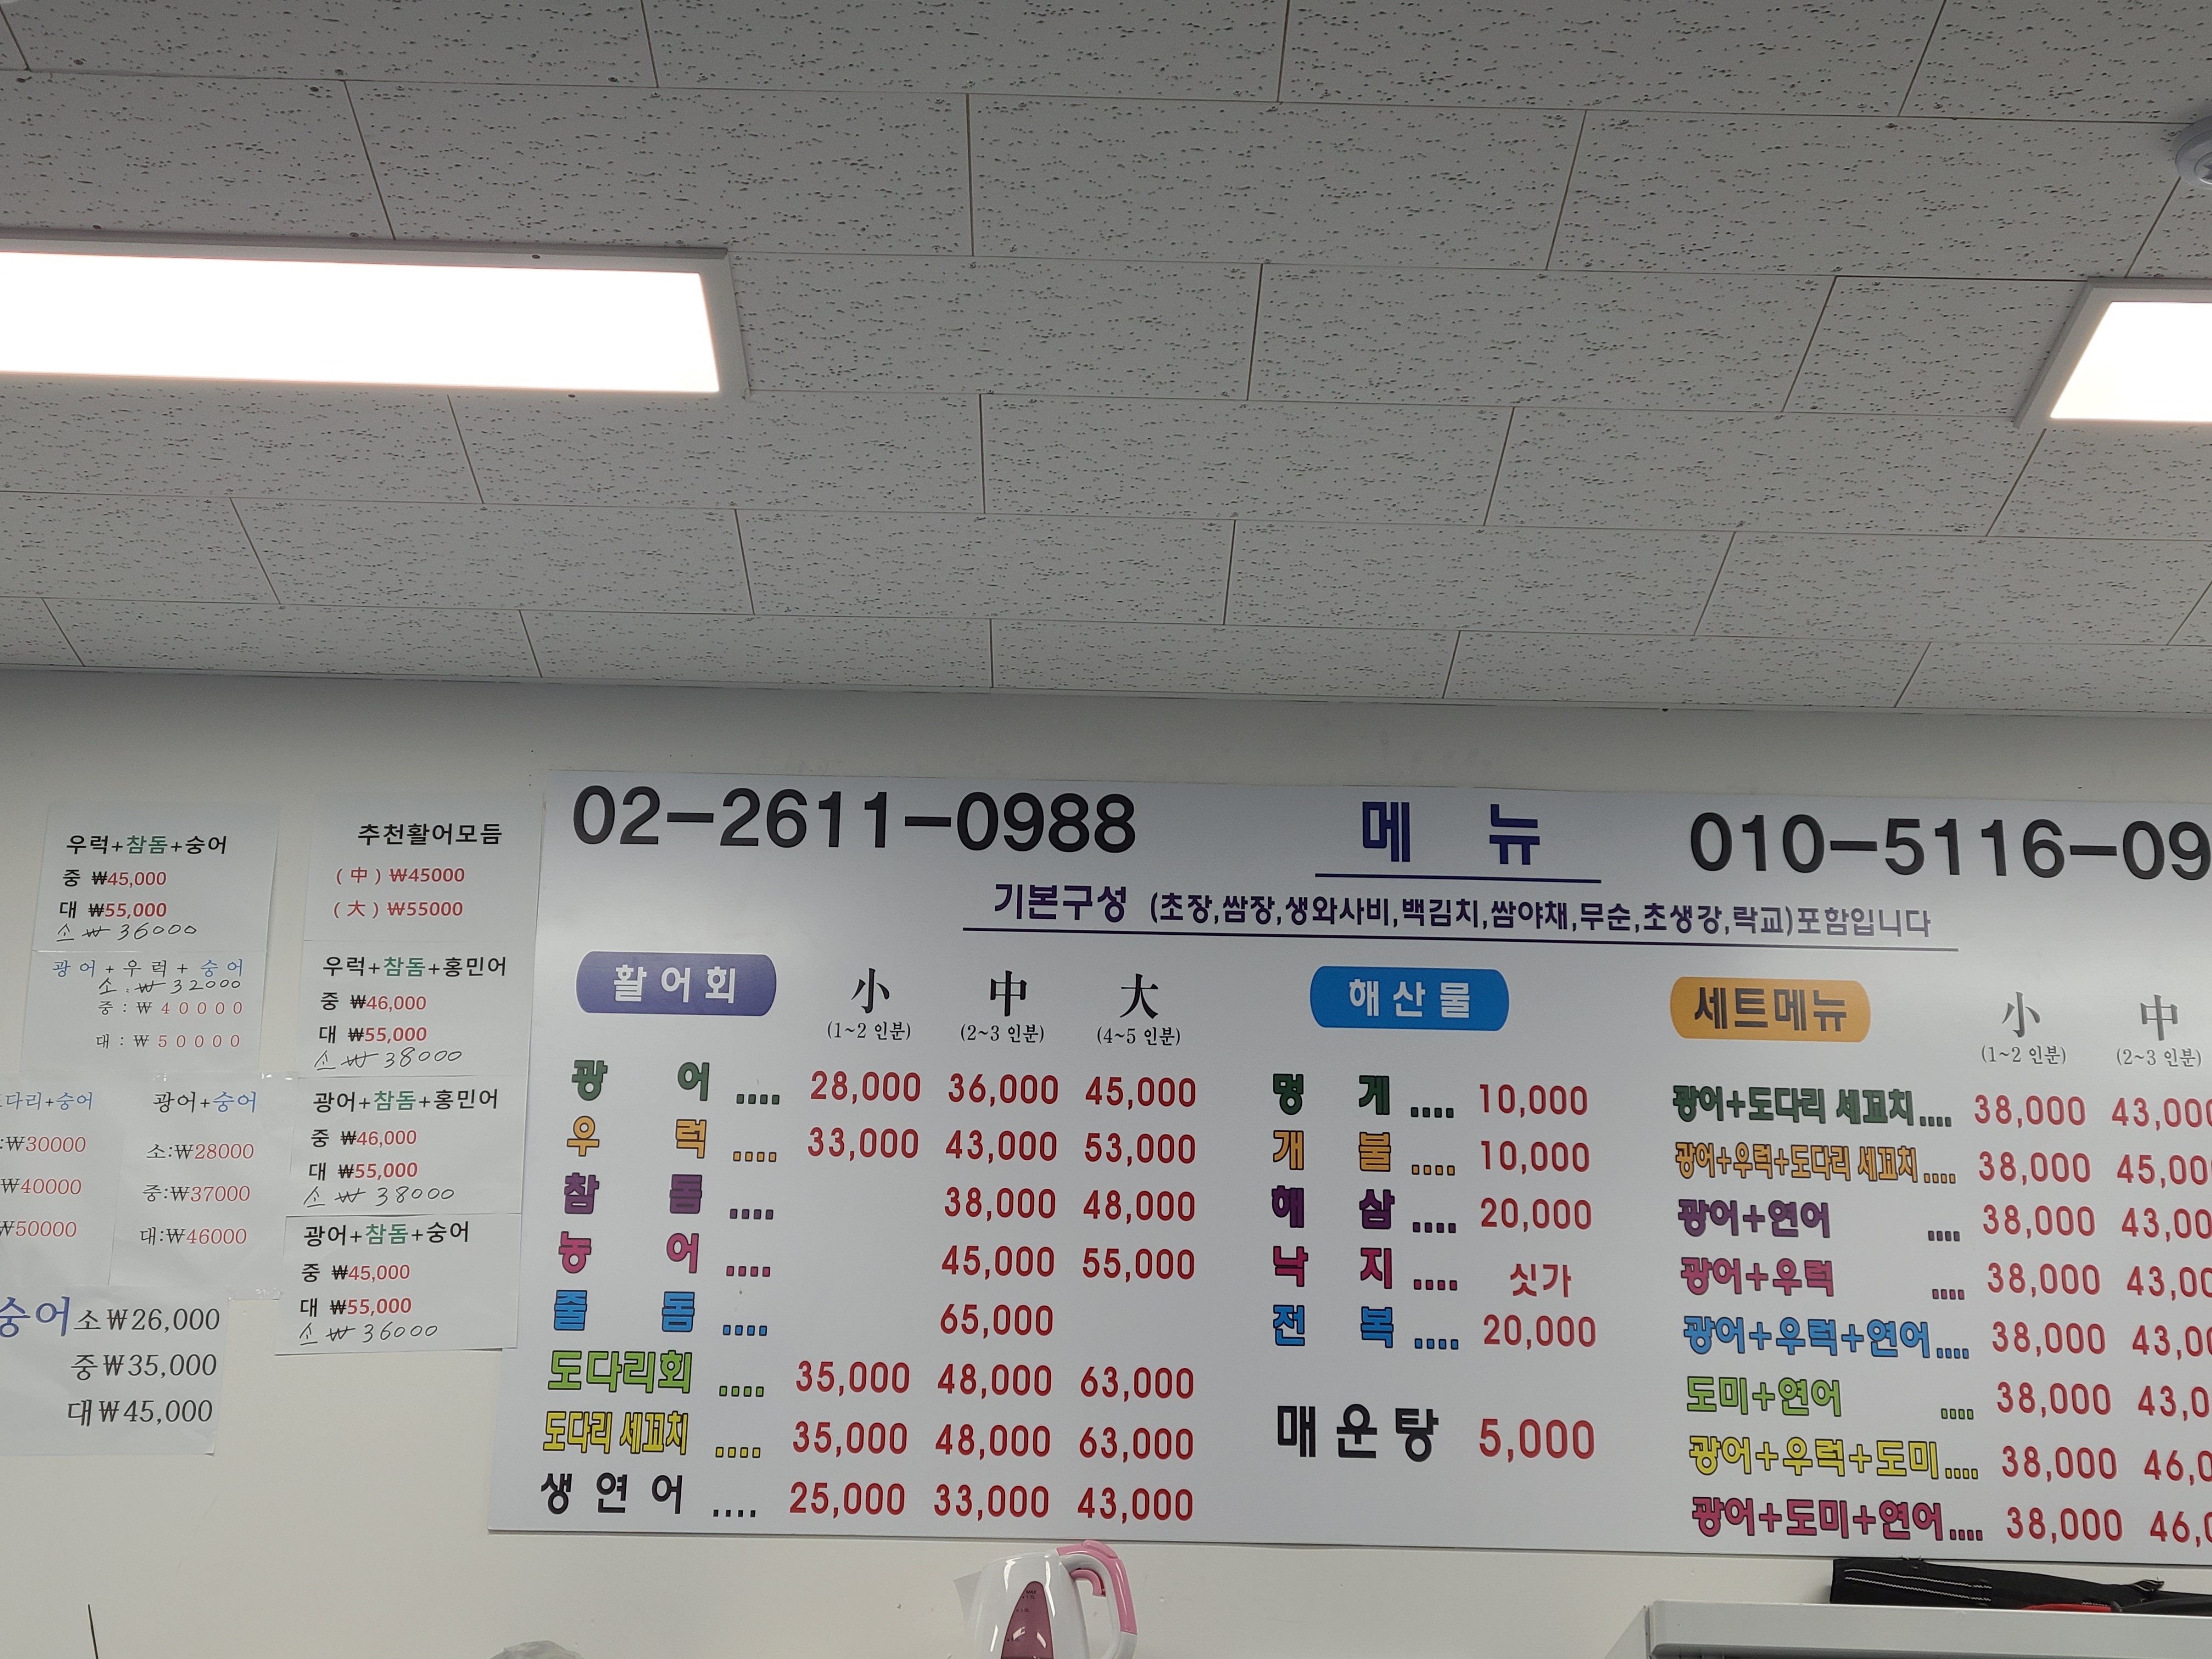 우럭+참돔+숭어
중 ₩45,000
대 ₩55,000
소 ₩36000
광어+우럭+숭어
소:₩32000
중:₩40000
대:₩50000
다리+숭어
:₩30000
₩40000
₩50000
광어+숭어
소:₩28000
중:₩37000
대:₩46000
숭어 소₩26,000
중₩35,000
대₩45,000
추천활어모듬
(中)₩45000
(大)₩55000
우럭+참돔+홍민어
중 ₩46,000
대 ₩55,000
소 ₩38000
광어+참돔+홍민어
중 ₩46,000
대 ₩55,000
소 ₩38000
광어+참돔+숭어
중 ₩45,000
대 ₩55,000
소 ₩36000
02-2611-0988 메 뉴 010-5116-09
기본구성 (초장,쌈장,생와사비,백김치,쌈야채,무순,초생강,락교)포함입니다
활어회 小 中 大
(1~2 인분) (2~3 인분) (4~5 인분)
광 어 .... 28,000 36,000 45,000
우 럭 .... 33,000 43,000 53,000
참 돔 .... 38,000 48,000
농 어 .... 45,000 55,000
줄 돔 .... 65,000
도다리회 .... 35,000 48,000 63,000
도다리 세꼬치 .... 35,000 48,000 63,000
생 연 어 .... 25,000 33,000 43,000
해산물
멍 게 .... 10,000
개 불 .... 10,000
해 삼 .... 20,000
낙 지 .... 싯가
전 복 .... 20,000
매운탕 5,000
세트메뉴 小 中
(1~2 인분) (2~3 인분)
광어+도다리 세꼬치.... 38,000 43,000
광어+우럭+도다리 세꼬치.... 38,000 45,00
광어+연어 .... 38,000 43,00
광어+우럭 .... 38,000 43,00
광어+우럭+연어.... 38,000 43,00
도미+연어 .... 38,000 43,0
광어+우럭+도미.... 38,000 46,0
광어+도미+연어.... 38,000 46,0